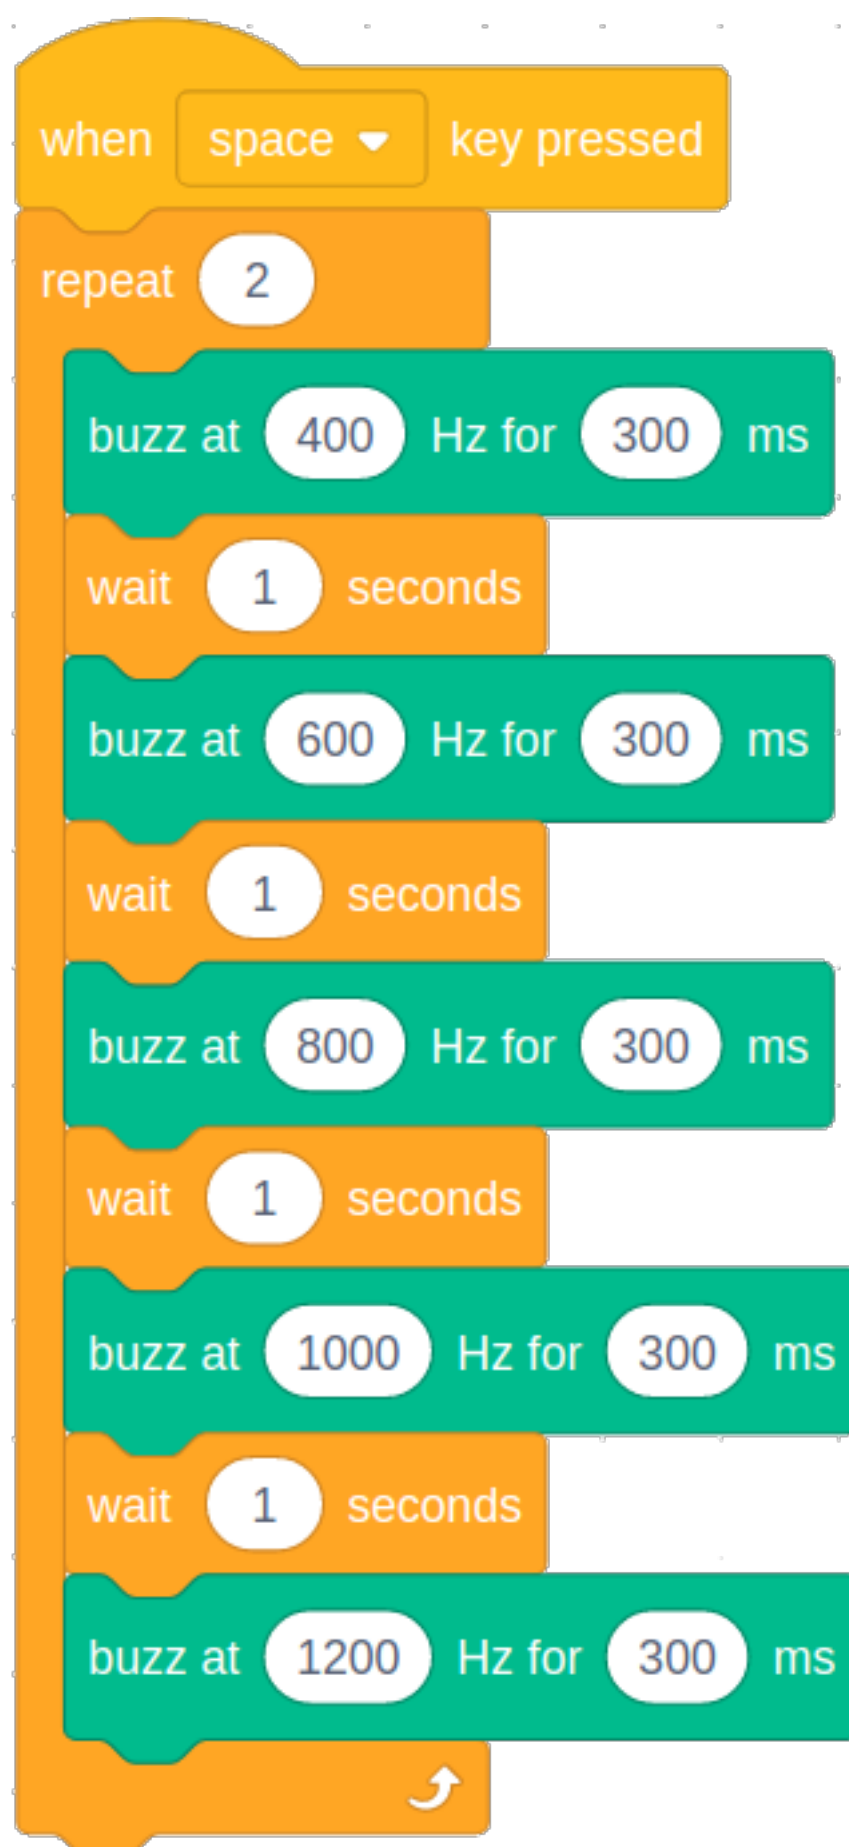 when space key pressed
repeat 2
buzz at 400 Hz for 300 ms
wait 1 seconds
buzz at 600 Hz for 300 ms
wait 1 seconds
buzz at 800 Hz for 300 ms
wait 1 seconds
buzz at 1000 Hz for 300 ms
wait 1 seconds
buzz at 1200 Hz for 300 ms